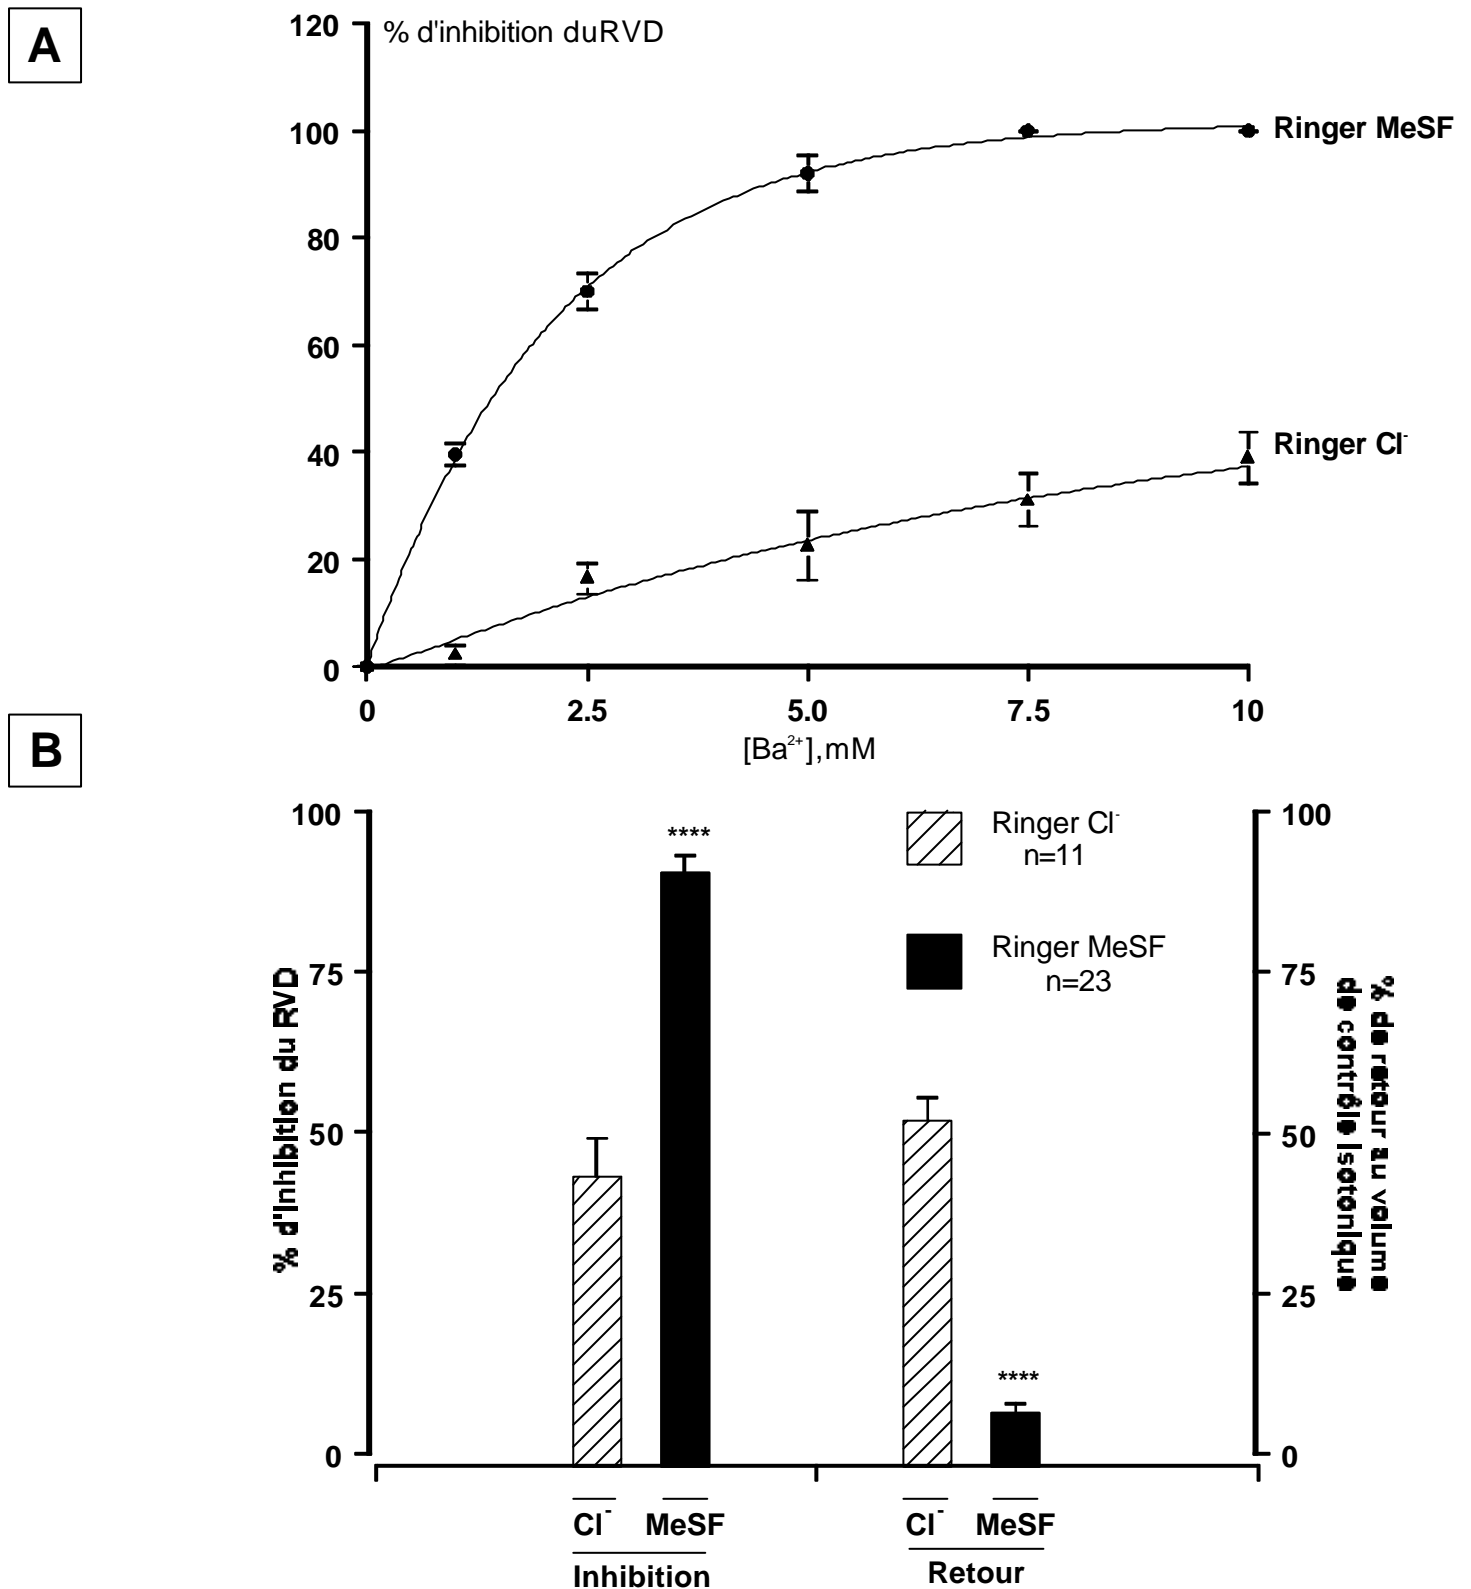 A
120
% d'inhibition duRVD
100
80
60
40
20
0
Ringer MeSF
Ringer Cl⁻
0 2.5 5.0 7.5 10
[Ba²⁺],mM
B
100
75
50
25
0
% d'inhibition du RVD
Ringer Cl⁻
n=11
Ringer MeSF
n=23
****
****
100
75
50
25
0
% de retour au volume
de contrôle isotonique
Cl⁻ MeSF Cl⁻ MeSF
Inhibition Retour